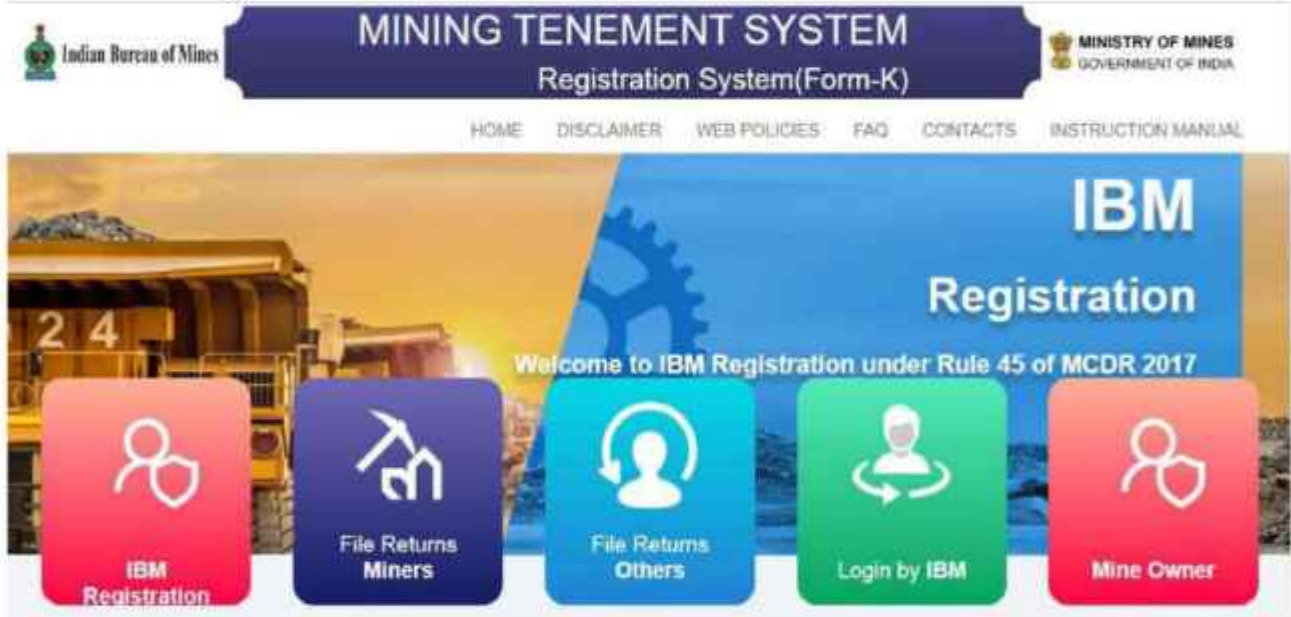 Indian Bureau of Mines
MINING TENEMENT SYSTEM
Registration System(Form-K)
MINISTRY OF MINES
GOVERNMENT OF INDIA
HOME DISCLAIMER WEB POLICIES FAQ CONTACTS INSTRUCTION MANUAL
IBM
Registration
Welcome to IBM Registration under Rule 45 of MCDR 2017
24
IBM
Registration
File Returns
Miners
File Returns
Others
Login by IBM
Mine Owner